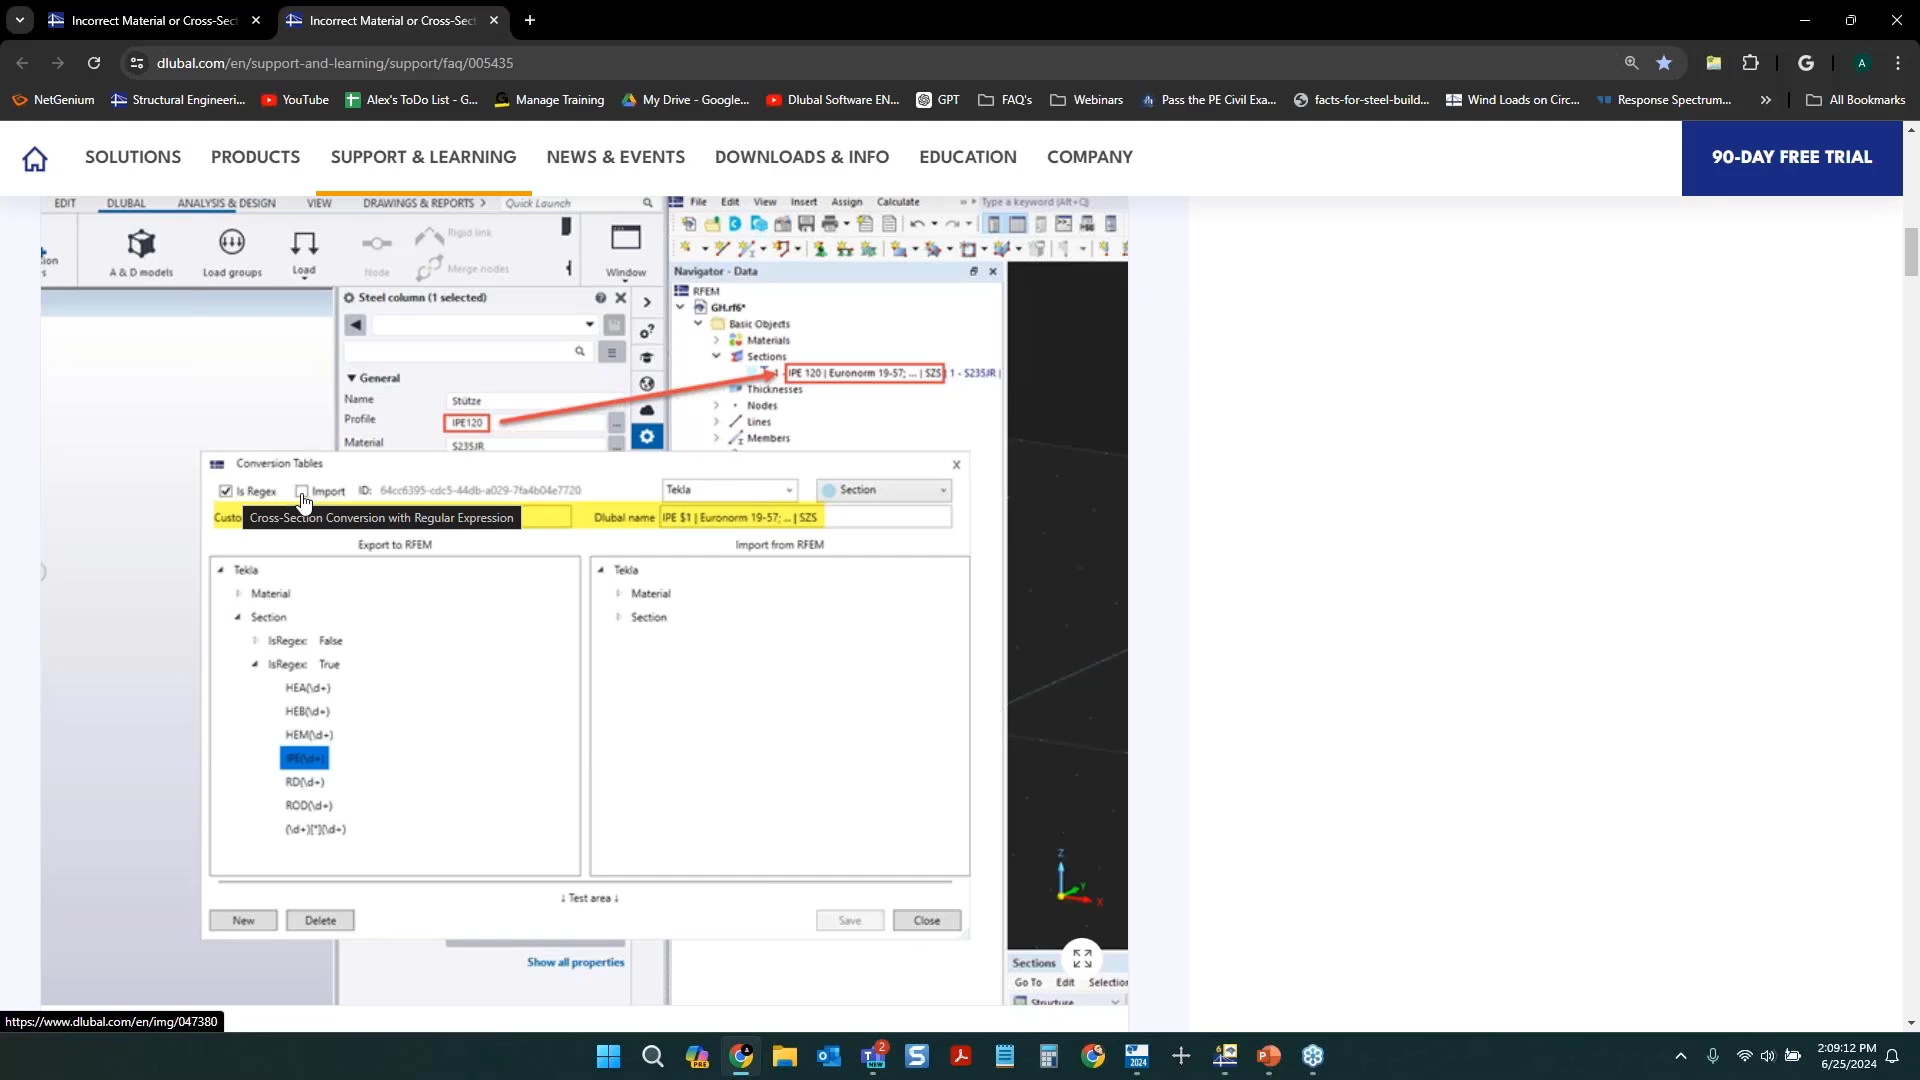 Incorrect Material or Cross-Sect
Incorrect Material or Cross-Sect
dlubal.com/en/support-and-learning/support/faq/005435
NetGenium
Structural Engineeri...
YouTube
Alex's ToDo List - G...
Manage Training
My Drive - Google...
Dlubal Software EN...
GPT
FAQ's
Webinars
Pass the PE Civil Exa...
facts-for-steel-build...
Wind Loads on Circ...
Response Spectrum...
All Bookmarks
SOLUTIONS
PRODUCTS
SUPPORT & LEARNING
NEWS & EVENTS
DOWNLOADS & INFO
EDUCATION
COMPANY
90-DAY FREE TRIAL
EDIT
DLUBAL
ANALYSIS & DESIGN
VIEW
DRAWINGS & REPORTS
Quick Launch
A & D models
Load groups
Load
Node
Rigid link
Merge nodes
Window
Steel column (1 selected)
General
Name
Stütze
Profile
IPE120
Material
S235JR
File
Edit
View
Insert
Assign
Calculate
Type a keyword (Alt+Q)
Navigator - Data
RFEM
GH.rf6*
Basic Objects
Materials
Sections
1 - IPE 120 | Euronorm 19-57; ... | SZS | 1 - S235JR |
Thicknesses
Nodes
Lines
Members
Conversion Tables
Is Regex
Import
ID: 64cc6395-cdc5-44db-a029-7fa4b04e7720
Tekla
Section
Custo
Cross-Section Conversion with Regular Expression
Dlubal name
IPE $1 | Euronorm 19-57; ... | SZS
Export to RFEM
Import from RFEM
Tekla
Material
Section
IsRegex: False
IsRegex: True
HEA(\d+)
HEB(\d+)
HEM(\d+)
IPE(\d+)
RD(\d+)
ROD(\d+)
(\d+)[*](\d+)
Tekla
Material
Section
↓ Test area ↓
New
Delete
Save
Close
Show all properties
Z
Y
X
Sections
Go To
Edit
Selection
Structure
https://www.dlubal.com/en/img/047380
2:09:12 PM
6/25/2024